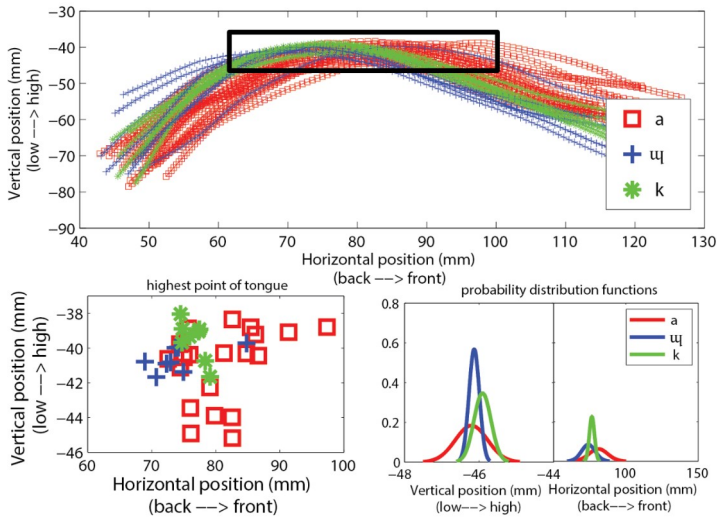 −30
−40
−50
−60
−70
−80
−90
Vertical position (mm)
(low −−> high)
a
ɰ
k
40 50 60 70 80 90 100 110 120 130
Horizontal position (mm)
(back −−> front)
highest point of tongue
−38
−40
−42
−44
−46
Vertical position (mm)
(low −−> high)
60 70 80 90 100
Horizontal position (mm)
(back −−> front)
probability distribution functions
0.8
0.6
0.4
0.2
0
a
ɰ
k
−48 −46 −44 100 150
Vertical position (mm) Horizontal position (mm)
(low −−> high) (back −−> front)